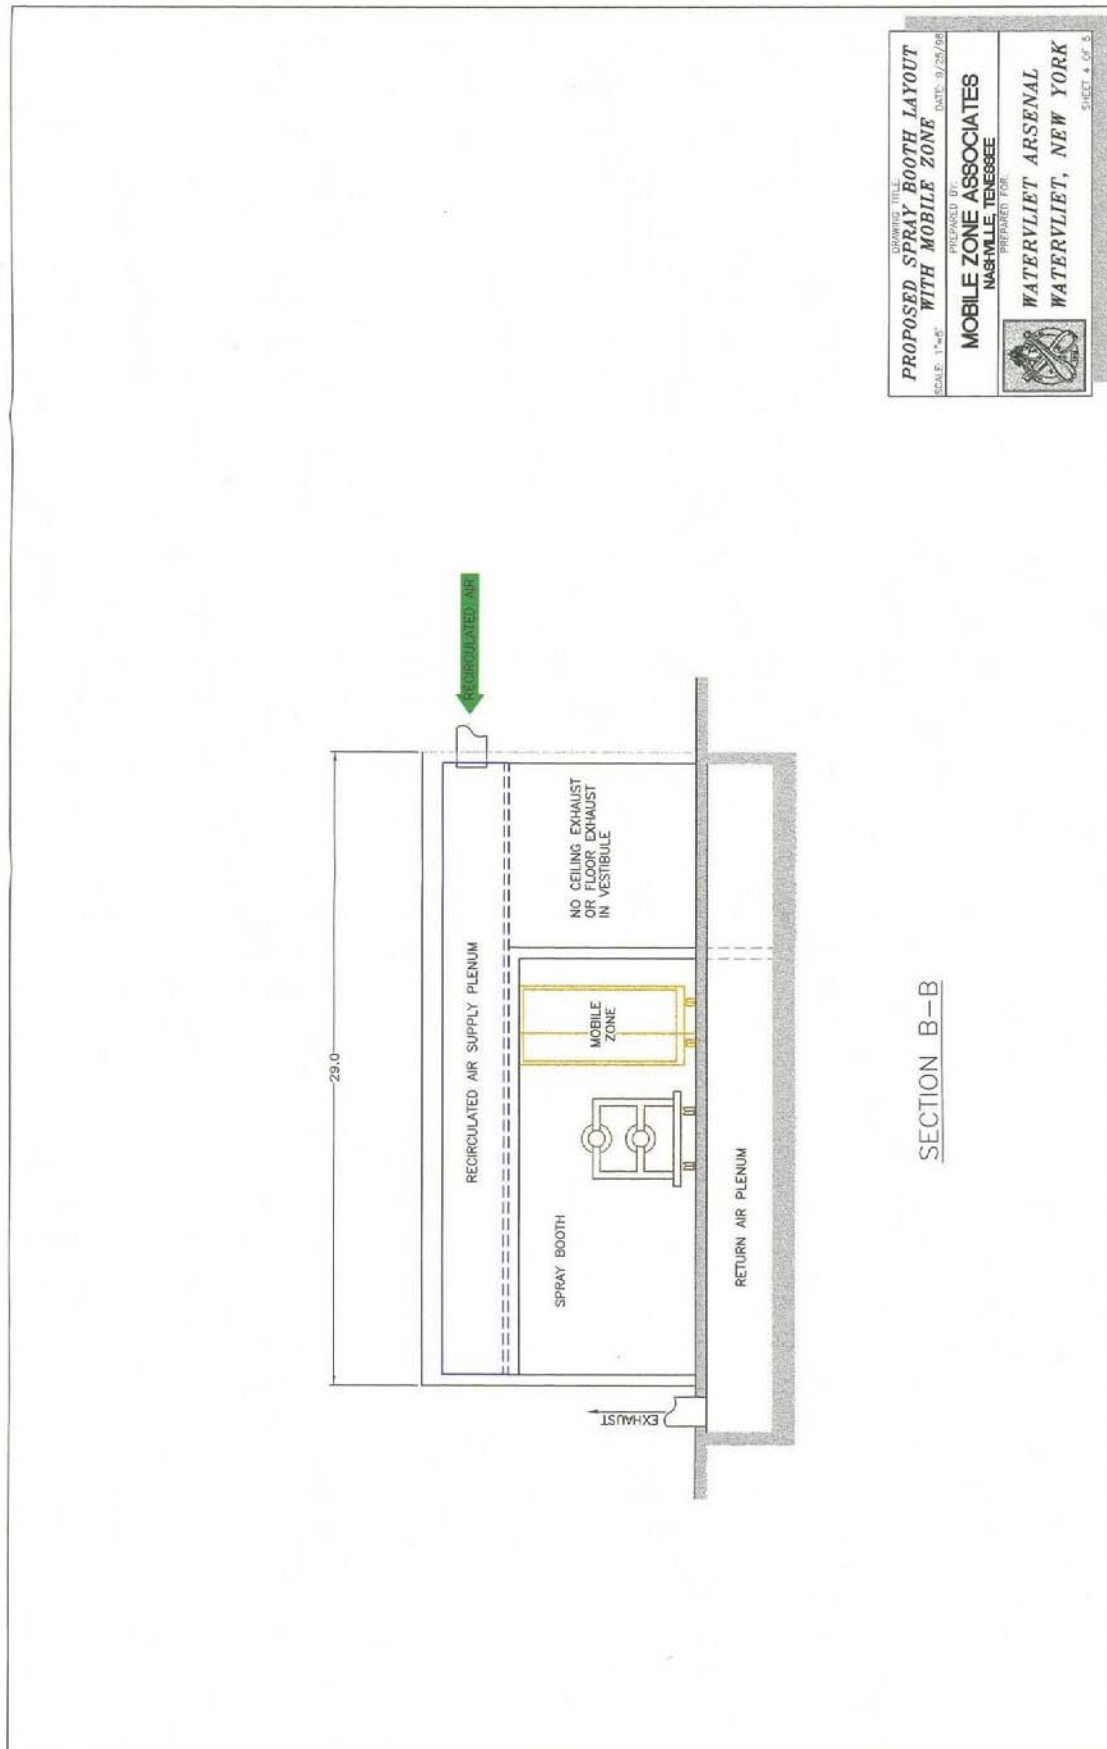 RECIRCULATED AIR
29.0
RECIRCULATED AIR SUPPLY PLENUM
NO CEILING EXHAUST
OR FLOOR EXHAUST
IN VESTIBULE
MOBILE
ZONE
SPRAY BOOTH
EXHAUST
RETURN AIR PLENUM
SECTION B-B
DRAWING TITLE:
PROPOSED SPRAY BOOTH LAYOUT
WITH MOBILE ZONE
SCALE: 1"=6' DATE: 9/25/98
PREPARED BY:
MOBILE ZONE ASSOCIATES
NASHVILLE, TENESSEE
PREPARED FOR:
WATERVLIET ARSENAL
WATERVLIET, NEW YORK
SHEET 4 OF 5